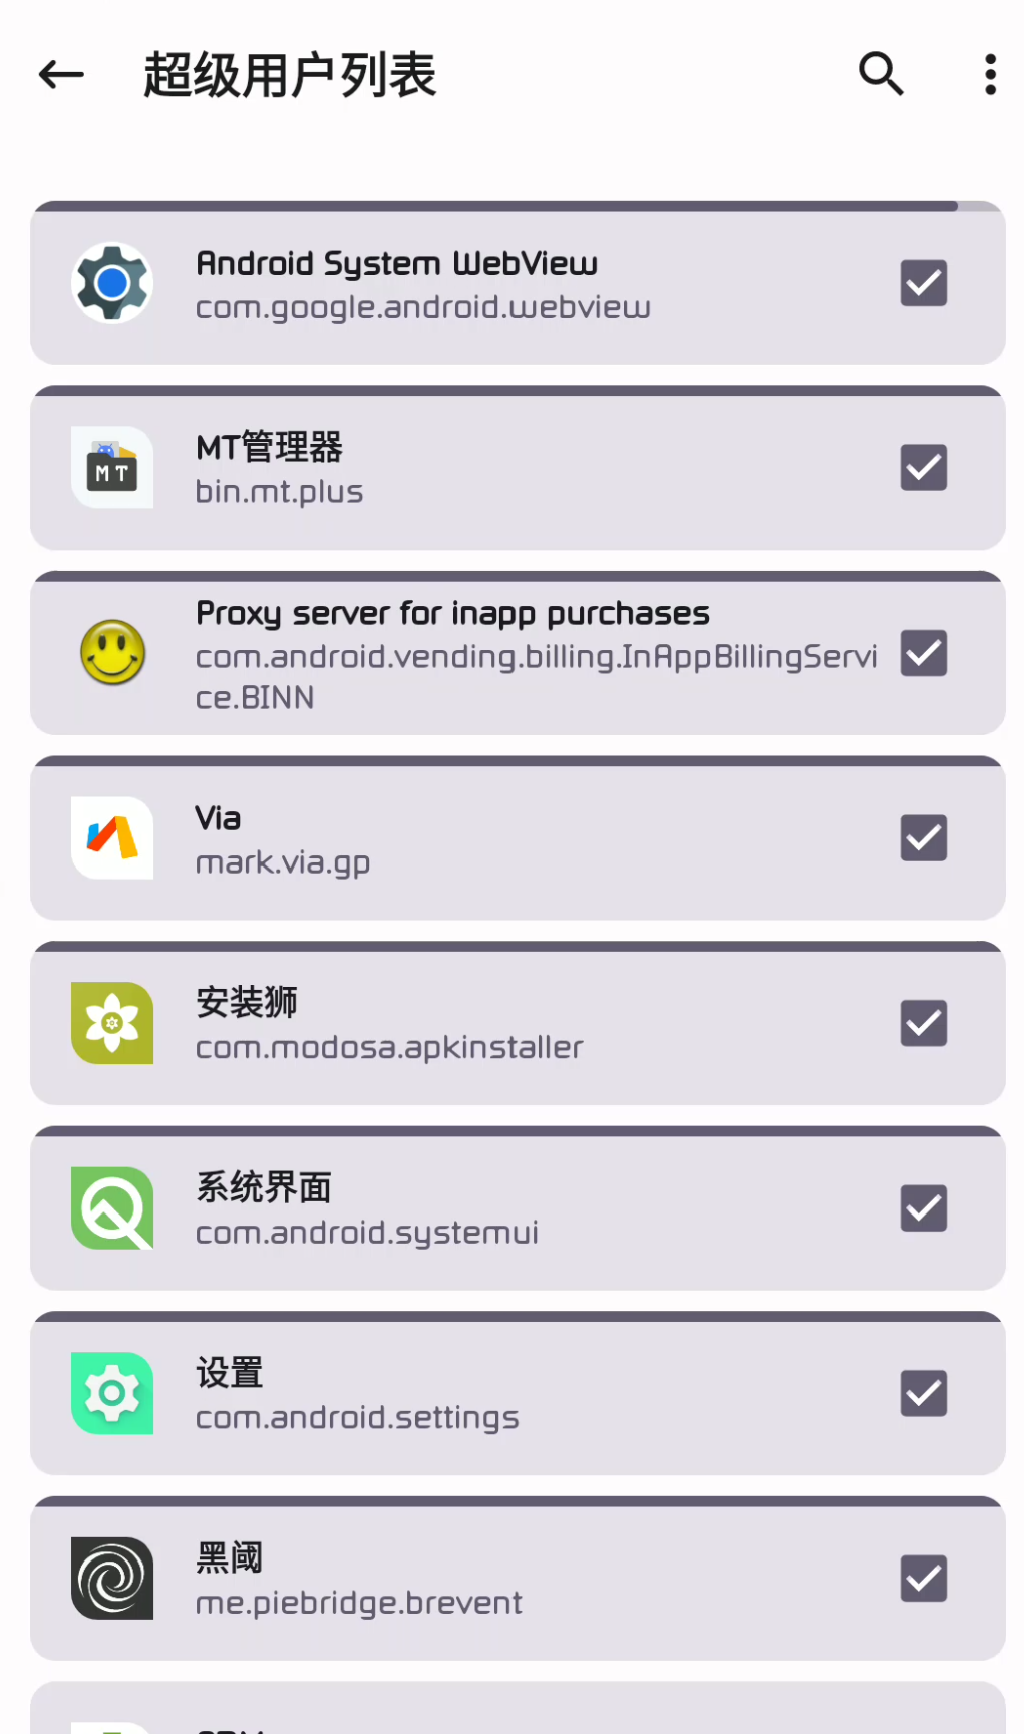 超级用户列表
Android System WebView
com.google.android.webview
MT
MT管理器
bin.mt.plus
Proxy server for inapp purchases
com.android.vending.billing.InAppBillingServi
ce.BINN
Via
mark.via.gp
安装狮
com.modosa.apkinstaller
系统界面
com.android.systemui
设置
com.android.settings
黑阈
me.piebridge.brevent